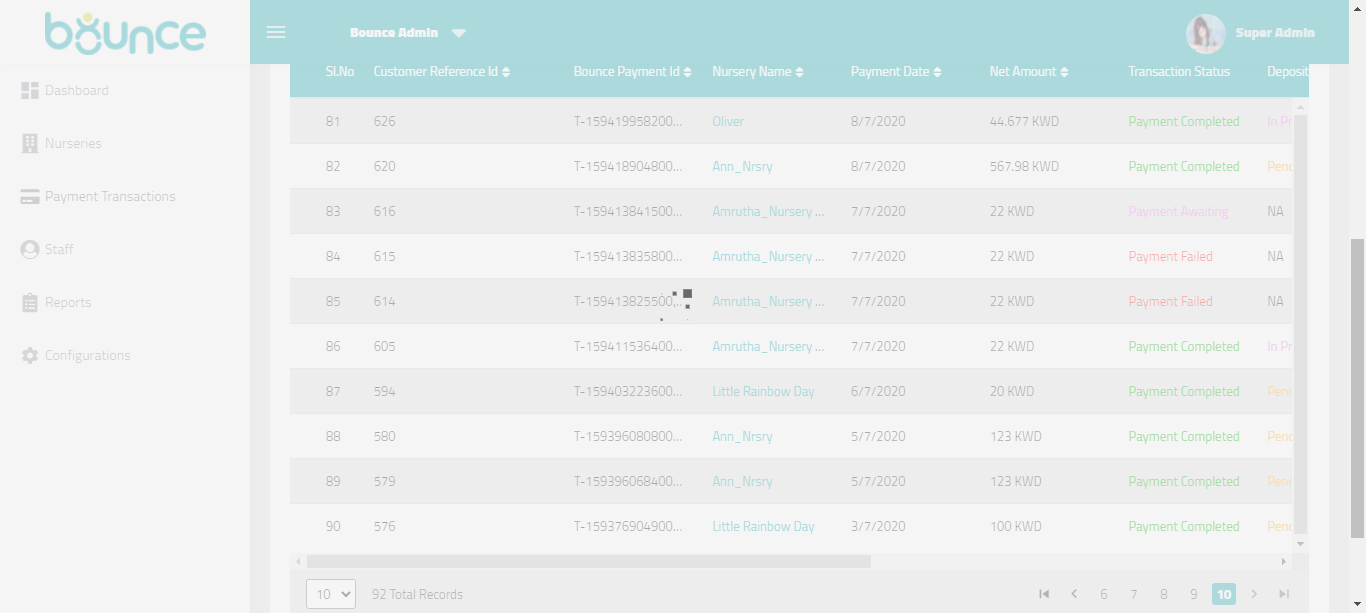 bounce
Bounce Admin
Super Admin
Dashboard
Nurseries
Payment Transactions
Staff
Reports
Configurations
Sl.No Customer Reference Id Bounce Payment Id Nursery Name Payment Date Net Amount Transaction Status Deposit
81 626 T-159419958200... Oliver 8/7/2020 44.677 KWD Payment Completed In Pr
82 620 T-159418904800... Ann_Nrsry 8/7/2020 567.98 KWD Payment Completed Pend
83 616 T-159413841500... Amrutha_Nursery ... 7/7/2020 22 KWD Payment Awaiting NA
84 615 T-159413835800... Amrutha_Nursery ... 7/7/2020 22 KWD Payment Failed NA
85 614 T-159413825500... Amrutha_Nursery ... 7/7/2020 22 KWD Payment Failed NA
86 605 T-159411536400... Amrutha_Nursery ... 7/7/2020 22 KWD Payment Completed In Pr
87 594 T-159403223600... Little Rainbow Day 6/7/2020 20 KWD Payment Completed Pend
88 580 T-159396080800... Ann_Nrsry 5/7/2020 123 KWD Payment Completed Pend
89 579 T-159396068400... Ann_Nrsry 5/7/2020 123 KWD Payment Completed Pend
90 576 T-159376904900... Little Rainbow Day 3/7/2020 100 KWD Payment Completed Pend
10 92 Total Records 6 7 8 9 10